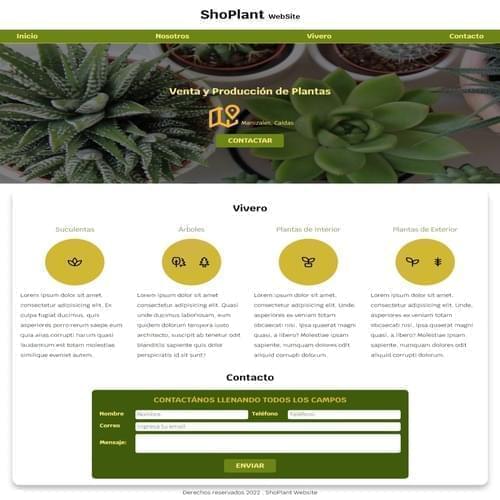 ShoPlant WebSite
Inicio Nosotros Vivero Contacto
Venta y Producción de Plantas
Manizales, Caldas
CONTACTAR
Vivero
Suculentas
Lorem ipsum dolor sit amet
consectetur adipisicing elit. Ex
culpa fugiat ducimus, quis
asperiores porro rerum saepe eum
quia alias corrupti harum quasi
laudantium est totam molestias
similique eveniet autem.
Árboles
Lorem ipsum dolor sit amet,
consectetur adipisicing elit. Quasi
unde ducimus laboriosam, eum
quidem dolorum tempora iusto
architecto, suscipit ab tenetur odit
blanditiis sapiente quis dolor
perspiciatis id sit sunt?
Plantas de Interior
Lorem ipsum dolor sit amet
consectetur adipisicing elit. Unde,
asperiores ex veniam totam
obcaecati nisi, ipsa suscipit quasi
magnam, a libero? Molestiae ipsam
sapiente, numquam dolores odit
aliquid corrupti dolorum.
Plantas de Exterior
Lorem ipsum dolor sit amet
consectetur adipisicing elit. Unde,
asperiores ex veniam totam
obcaecati nisi, ipsa suscipit quasi
magnam, a libero? Molestiae ipsam
sapiente, numquam dolores odit
aliquid corrupti dolorum.
Contacto
CONTACTÁNOS LLENANDO TODOS LOS CAMPOS
Nombre Nombre Teléfono Teléfono
Correo Ingresa tu email
Mensaje:
ENVIAR
Derechos reservados 2022 . ShoPlant WebSite